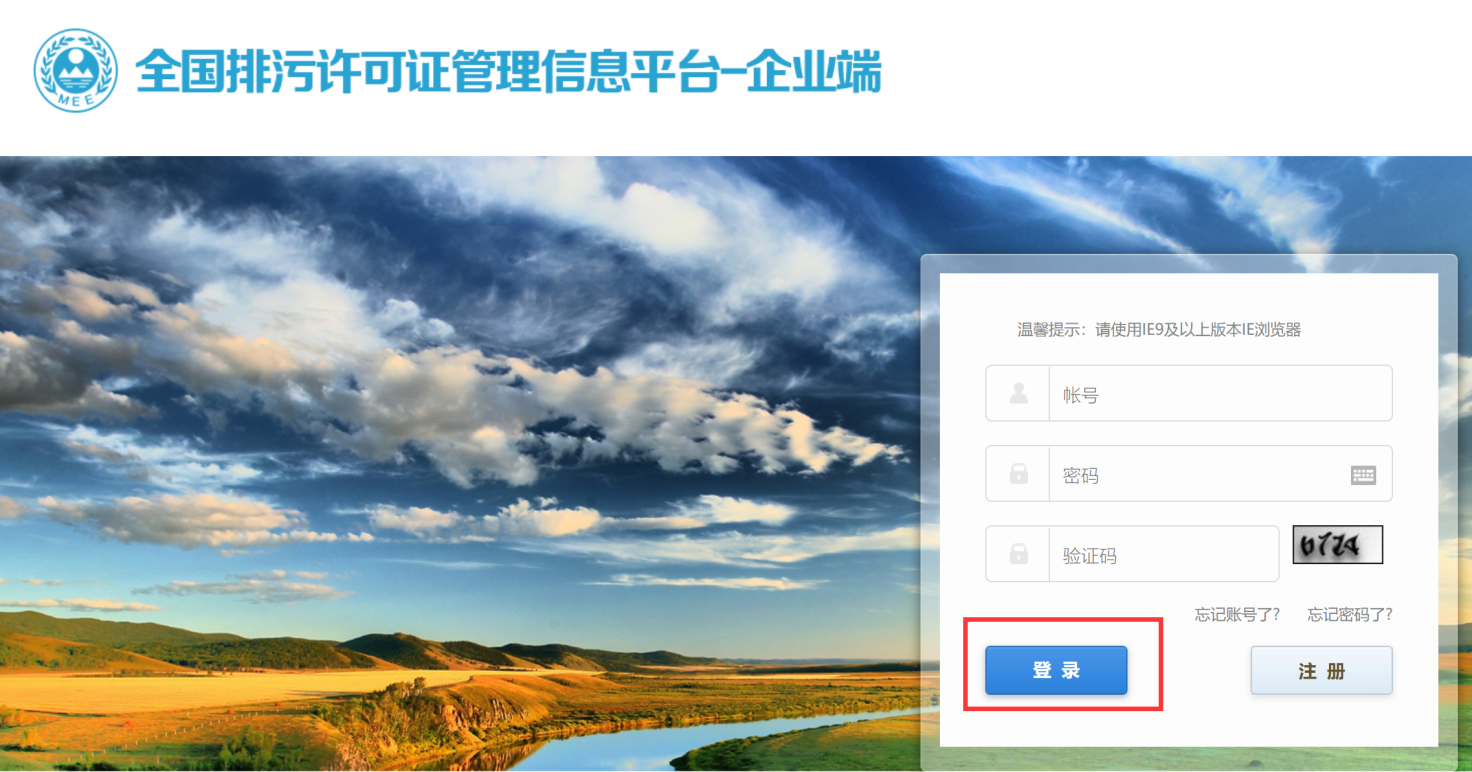 MEE
全国排污许可证管理信息平台-企业端
温馨提示：请使用IE9及以上版本IE浏览器
帐号
密码
验证码
忘记账号了? 忘记密码了?
登 录 注 册